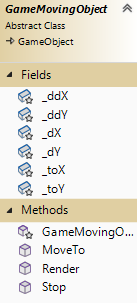 GameMovingObject
Abstract Class
GameObject
Fields
_ddX
_ddY
_dX
_dY
_toX
_toY
Methods
GameMovingO...
MoveTo
Render
Stop